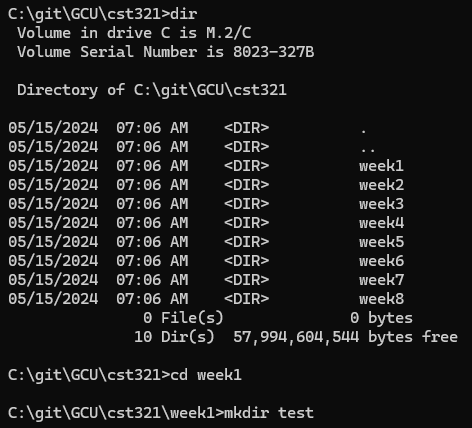 C:\git\GCU\cst321>dir
 Volume in drive C is M.2/C
 Volume Serial Number is 8023-327B

 Directory of C:\git\GCU\cst321

05/15/2024  07:06 AM    <DIR>          .
05/15/2024  07:06 AM    <DIR>          ..
05/15/2024  07:06 AM    <DIR>          week1
05/15/2024  07:06 AM    <DIR>          week2
05/15/2024  07:06 AM    <DIR>          week3
05/15/2024  07:06 AM    <DIR>          week4
05/15/2024  07:06 AM    <DIR>          week5
05/15/2024  07:06 AM    <DIR>          week6
05/15/2024  07:06 AM    <DIR>          week7
05/15/2024  07:06 AM    <DIR>          week8
               0 File(s)              0 bytes
              10 Dir(s)  57,994,604,544 bytes free

C:\git\GCU\cst321>cd week1

C:\git\GCU\cst321\week1>mkdir test